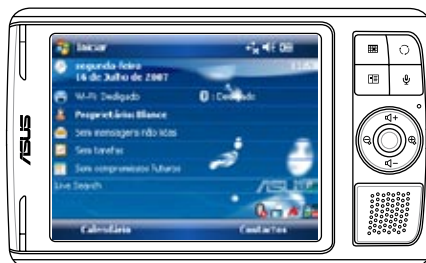 Iniciar
segunda-feira
16 de Julho de 2007
Wi-Fi: Desligado
: Desligado
Proprietário: Blance
Sem mensagens não lidas
Sem tarefas
Sem compromissos futuros
Live Search
ASUS
Calendário
Contactos
ASUS